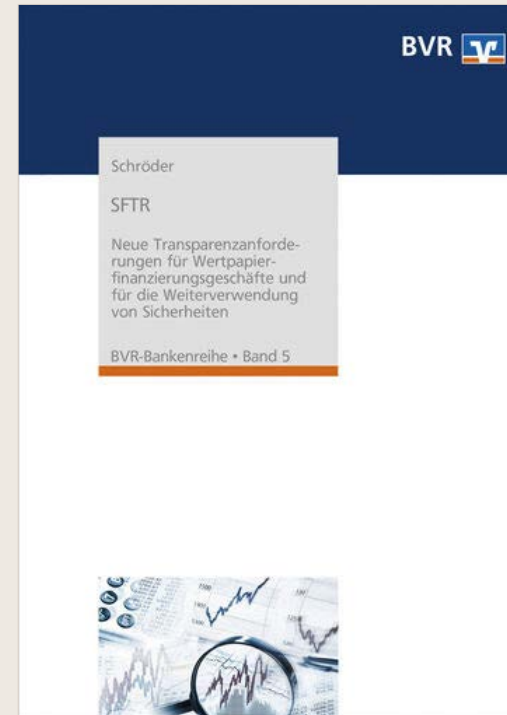 BVR
Schröder
SFTR
Neue Transparenzanforde-
rungen für Wertpapier-
finanzierungsgeschäfte und
für die Weiterverwendung
von Sicherheiten
BVR-Bankenreihe • Band 5